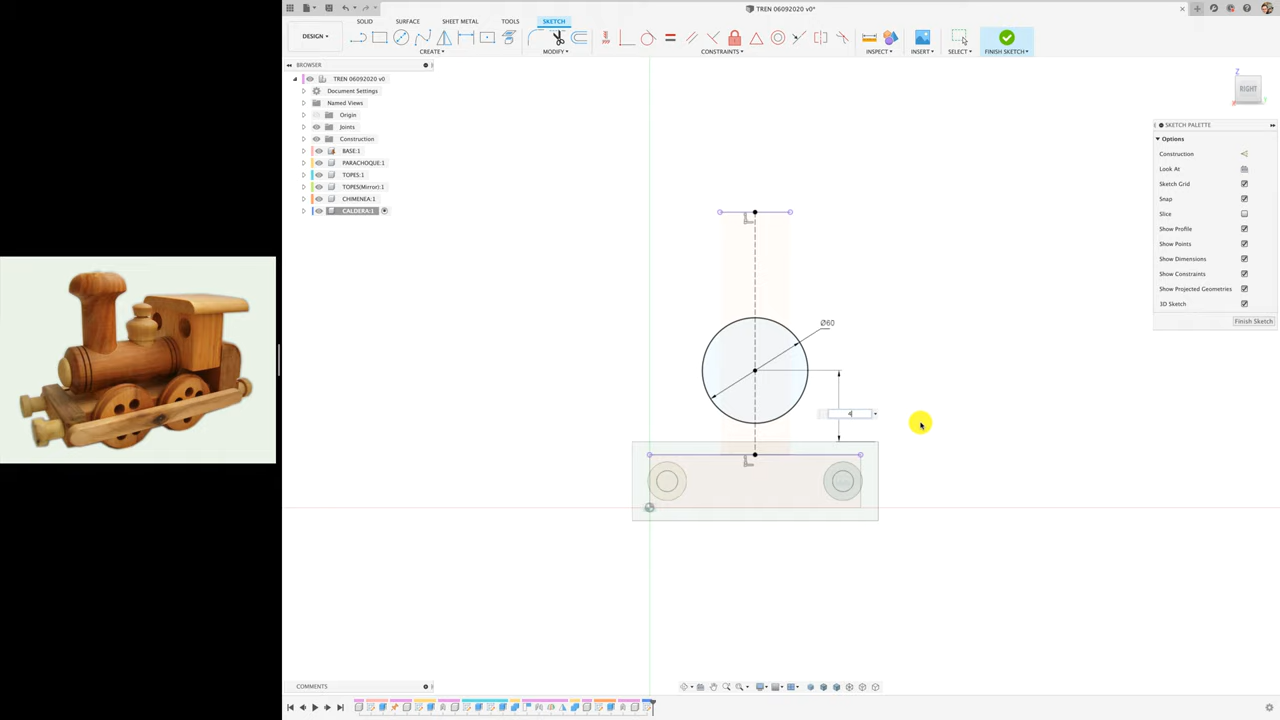 TREN 06092020 v0*
DESIGN
SOLID
SURFACE
SHEET METAL
TOOLS
SKETCH
CREATE
MODIFY
CONSTRAINTS
INSPECT
INSERT
SELECT
FINISH SKETCH
BROWSER
TREN 06092020 v0
Document Settings
Named Views
Origin
Joints
Construction
BASE:1
PARACHOQUE:1
TOPES:1
TOPES(Mirror):1
CHIMENEA:1
CALDERA:1
Z
RIGHT
SKETCH PALETTE
Options
Construction
Look At
Sketch Grid
Snap
Slice
Show Profile
Show Points
Show Dimensions
Show Constraints
Show Projected Geometries
3D Sketch
Finish Sketch
Ø60
4
COMMENTS